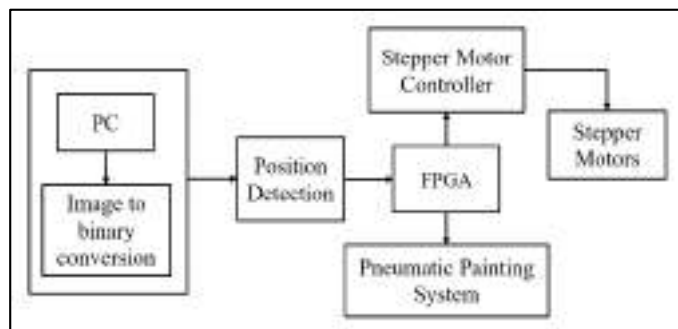 PC
Image to
binary
conversion
Position
Detection
FPGA
Stepper Motor
Controller
Stepper
Motors
Pneumatic Painting
System